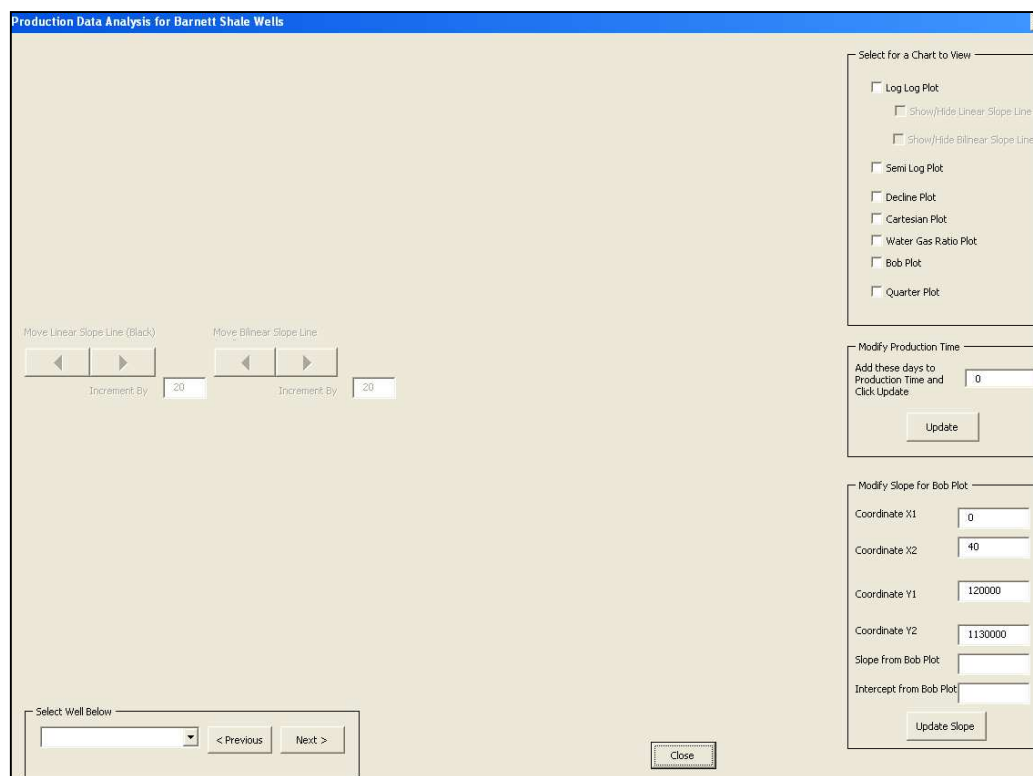 Production Data Analysis for Barnett Shale Wells
Select for a Chart to View
Log Log Plot
Show/Hide Linear Slope Line
Show/Hide Bilinear Slope Line
Semi Log Plot
Decline Plot
Cartesian Plot
Water Gas Ratio Plot
Bob Plot
Quarter Plot
Move Linear Slope Line (Black)
Move Bilinear Slope Line
Increment By 20
Increment By 20
Modify Production Time
Add these days to
Production Time and
Click Update
0
Update
Modify Slope for Bob Plot
Coordinate X1 0
Coordinate X2 40
Coordinate Y1 120000
Coordinate Y2 1130000
Slope from Bob Plot
Intercept from Bob Plot
Update Slope
Select Well Below
< Previous
Next >
Close